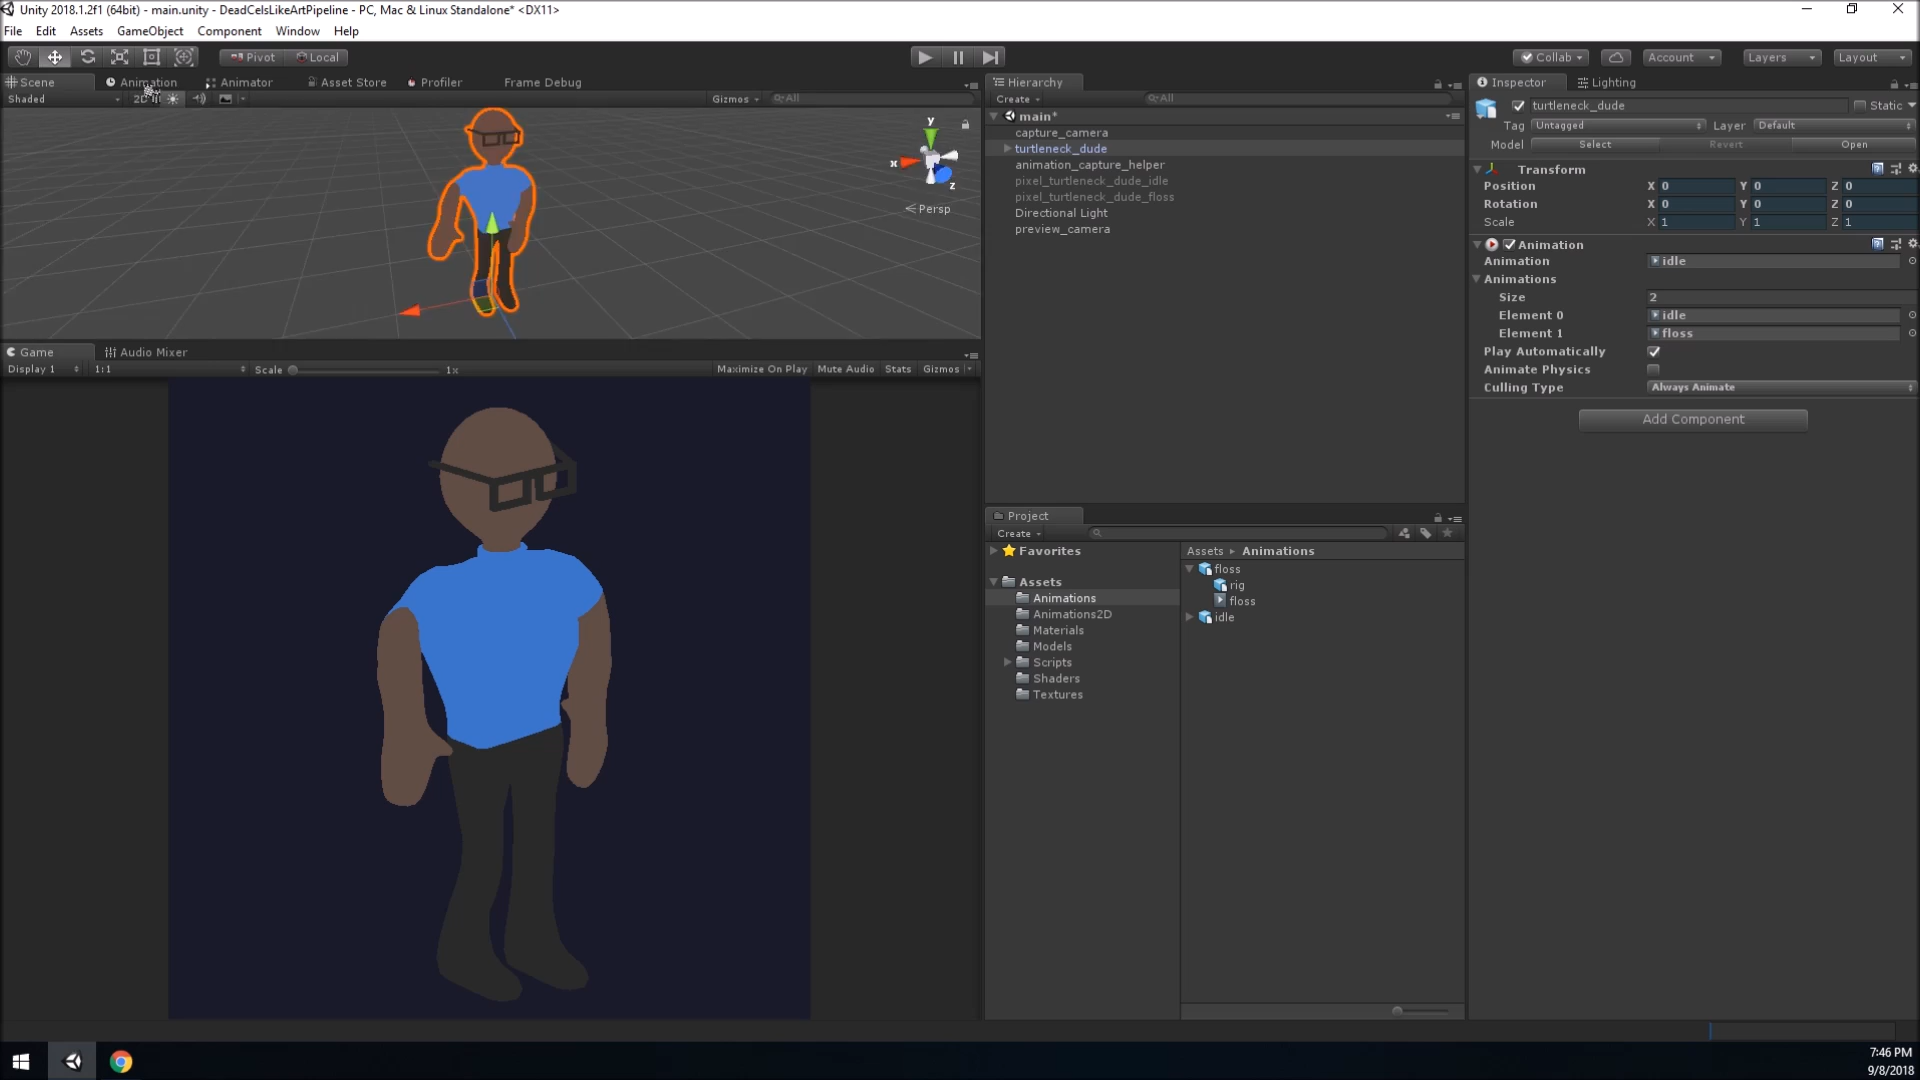 Unity 2018.1.2f1 (64bit) - main.unity - DeadCelsLikeArtPipeline - PC, Mac & Linux Standalone* <DX11>
File Edit Assets GameObject Component Window Help
Pivot Local Collab Account Layers Layout
Scene Animation Animator Asset Store Profiler Frame Debug
Shaded 2D Gizmos All
y
x
z
Persp
Game Audio Mixer
Display 1 1:1 Scale 1x Maximize On Play Mute Audio Stats Gizmos
Hierarchy
Create All
main*
capture_camera
turtleneck_dude
animation_capture_helper
pixel_turtleneck_dude_idle
pixel_turtleneck_dude_floss
Directional Light
preview_camera
Project
Create
Favorites
Assets
Animations
Animations2D
Materials
Models
Scripts
Shaders
Textures
Assets Animations
floss
rig
floss
idle
Inspector Lighting
turtleneck_dude Static
Tag Untagged Layer Default
Model Select Revert Open
Transform
Position X 0 Y 0 Z 0
Rotation X 0 Y 0 Z 0
Scale X 1 Y 1 Z 1
Animation
Animation idle
Animations
Size 2
Element 0 idle
Element 1 floss
Play Automatically
Animate Physics
Culling Type Always Animate
Add Component
7:46 PM
9/8/2018